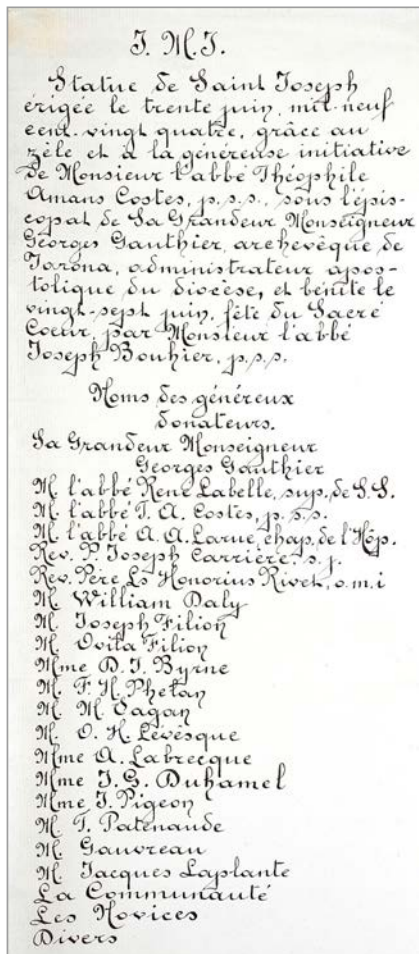 J. M. J.
Statue de Saint Joseph
érigée le trente juin, mil-neuf
cent-vingt quatre, grâce au
zèle et à la généreuse initiative
de Monsieur l'abbé Théophile
Amans Costes, p.s.s., sous l'épis-
copat de Sa Grandeur Monseigneur
Georges Gauthier, archevêque de
Tarona, administrateur apos-
tolique du diocèse, et bénite le
vingt-sept juin, fête du Sacré
Coeur, par Monsieur l'abbé
Joseph Bouhier, p.s.s.
Noms des généreux
donateurs.
Sa Grandeur Monseigneur
Georges Gauthier
M. l'abbé René Labelle, sup. de S.S.
M. l'abbé T. A. Costes, p.s.s.
M. l'abbé A. A. Larue, chap. de l'Hôp.
Rev. P. Joseph Carrière, s.j.
Rev. Père Ls Honorius Rivet, o.m.i
M. William Daly
M. Joseph Filion
M. Ovila Filion
Mme D. J. Byrne
M. F. H. Phelan
M. M. Vagan
M. O. H. Lévêsque
Mme A. Labrecque
Mme J. G. Duhamel
Mme J. Pigeon
M. T. Patenaude
M. Gauvreau
M. Jacques Laplante
La Communauté
Les Novices
Divers